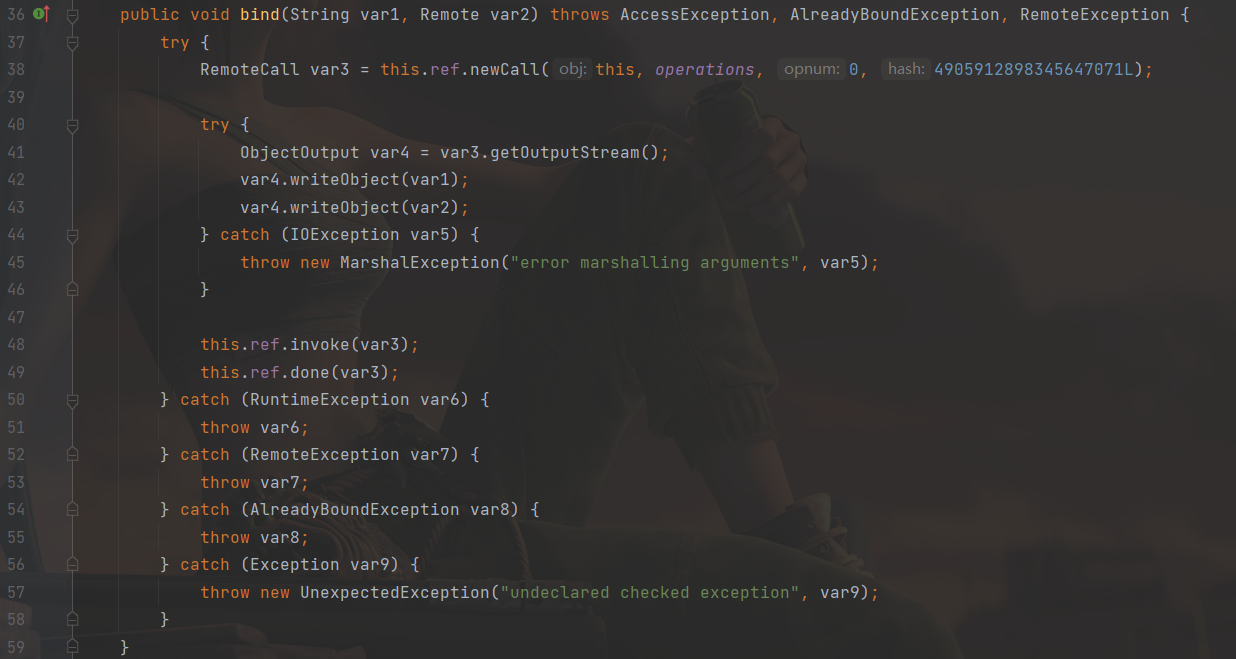 36 public void bind(String var1, Remote var2) throws AccessException, AlreadyBoundException, RemoteException {
37 try {
38 RemoteCall var3 = this.ref.newCall( obj: this, operations, opnum: 0, hash: 4905912898345647071L);
39
40 try {
41 ObjectOutput var4 = var3.getOutputStream();
42 var4.writeObject(var1);
43 var4.writeObject(var2);
44 } catch (IOException var5) {
45 throw new MarshalException("error marshalling arguments", var5);
46 }
47
48 this.ref.invoke(var3);
49 this.ref.done(var3);
50 } catch (RuntimeException var6) {
51 throw var6;
52 } catch (RemoteException var7) {
53 throw var7;
54 } catch (AlreadyBoundException var8) {
55 throw var8;
56 } catch (Exception var9) {
57 throw new UnexpectedException("undeclared checked exception", var9);
58 }
59 }